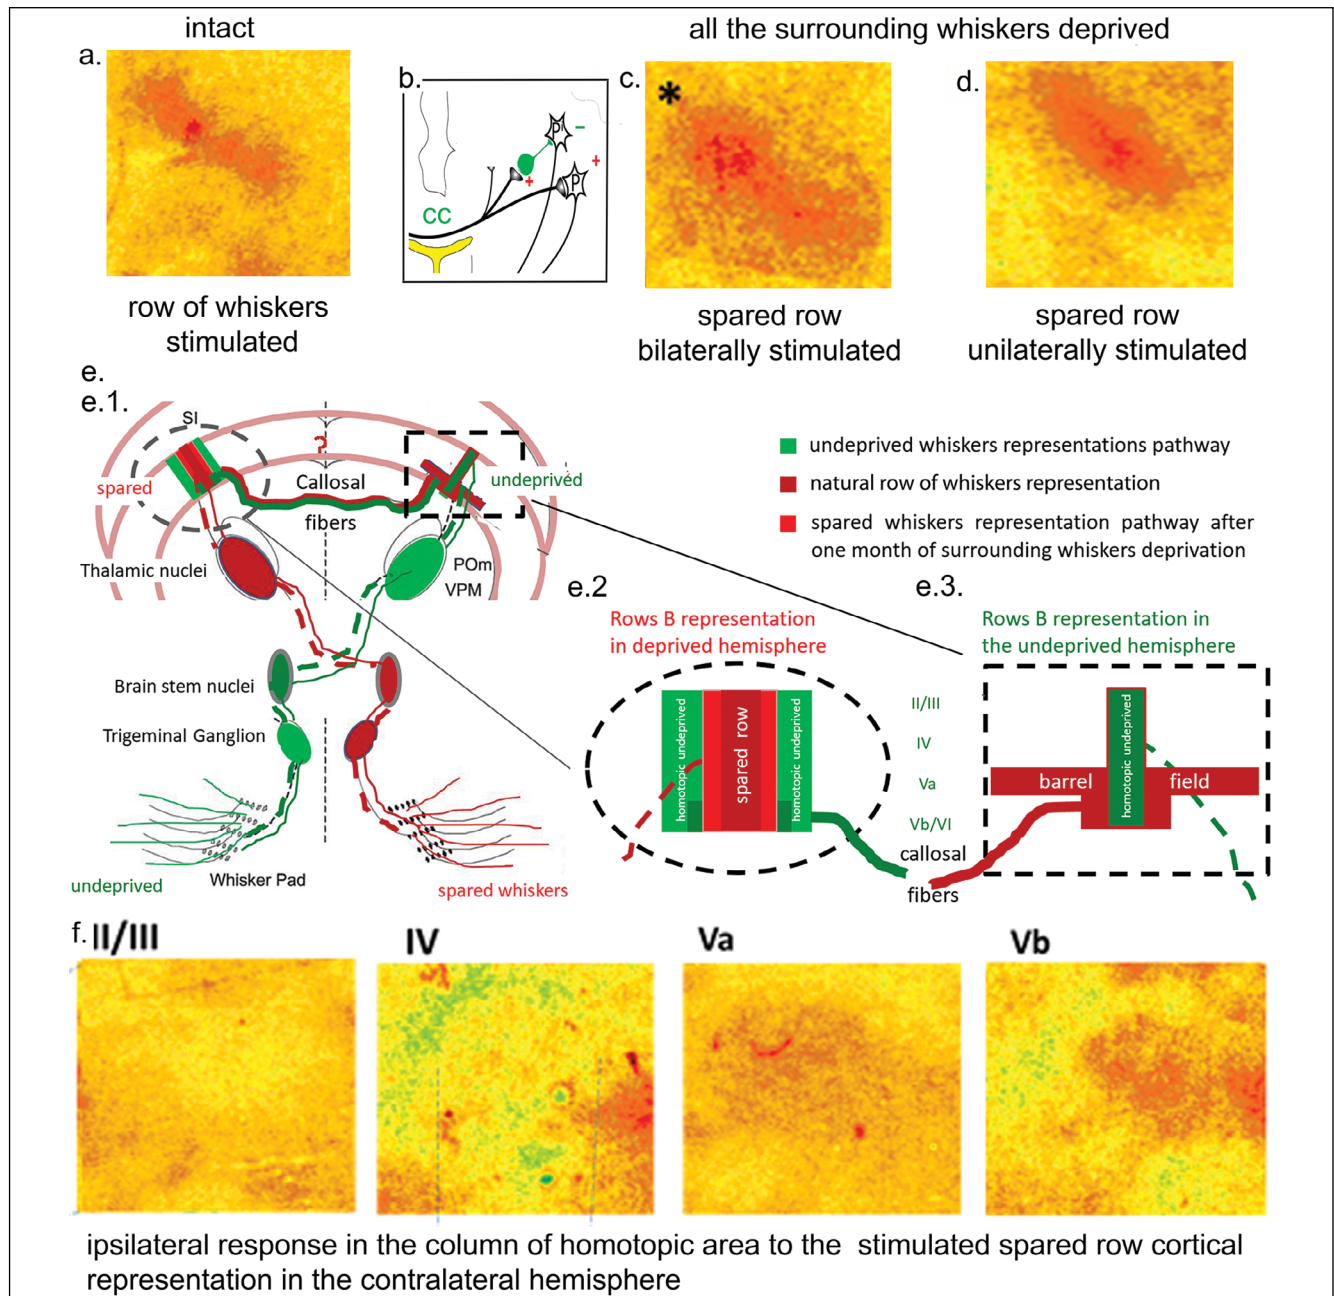 intact
all the surrounding whiskers deprived
a.
b.
c.
d.
*
Pi
−
+
+
P
CC
row of whiskers
stimulated
spared row
bilaterally stimulated
spared row
unilaterally stimulated
e.
e.1.
SI
?
spared
Callosal
fibers
undeprived
Thalamic nuclei
POm
VPM
Brain stem nuclei
Trigeminal Ganglion
Whisker Pad
undeprived
spared whiskers
undeprived whiskers representations pathway
natural row of whiskers representation
spared whiskers representation pathway after
one month of surrounding whiskers deprivation
e.2
Rows B representation
in deprived hemisphere
homotopic undeprived
spared row
homotopic undeprived
II/III
IV
Va
Vb/VI
callosal
fibers
e.3.
Rows B representation in
the undeprived hemisphere
barrel
homotopic undeprived
field
f.
II/III
IV
Va
Vb
ipsilateral response in the column of homotopic area to the stimulated spared row cortical
representation in the contralateral hemisphere